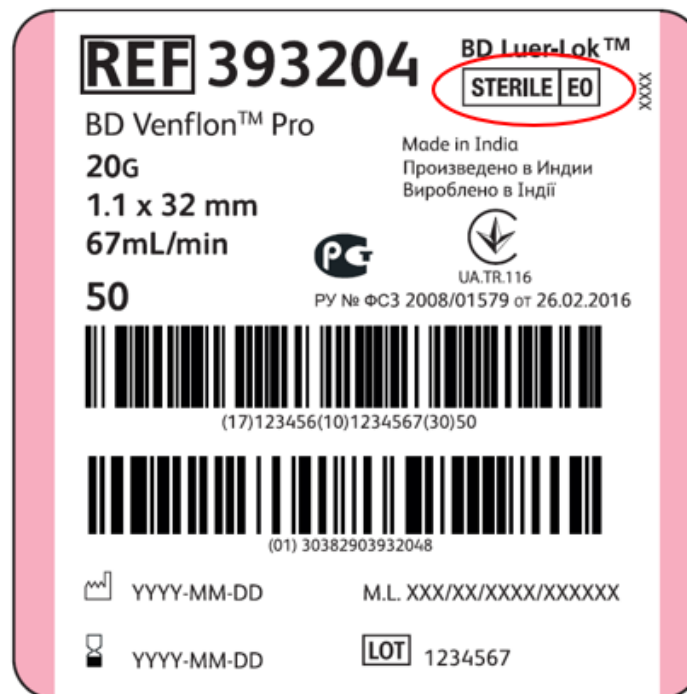 REF 393204
BD Luer-Lok™
STERILE EO
XXXX
BD Venflon™ Pro
20G
1.1 x 32 mm
67mL/min
50
Made in India
Произведено в Индии
Вироблено в Індії
РСТ
UA.TR.116
РУ № ФСЗ 2008/01579 от 26.02.2016
(17)123456(10)1234567(30)50
(01) 30382903932048
YYYY-MM-DD
M.L. XXX/XX/XXXX/XXXXXX
YYYY-MM-DD
LOT 1234567